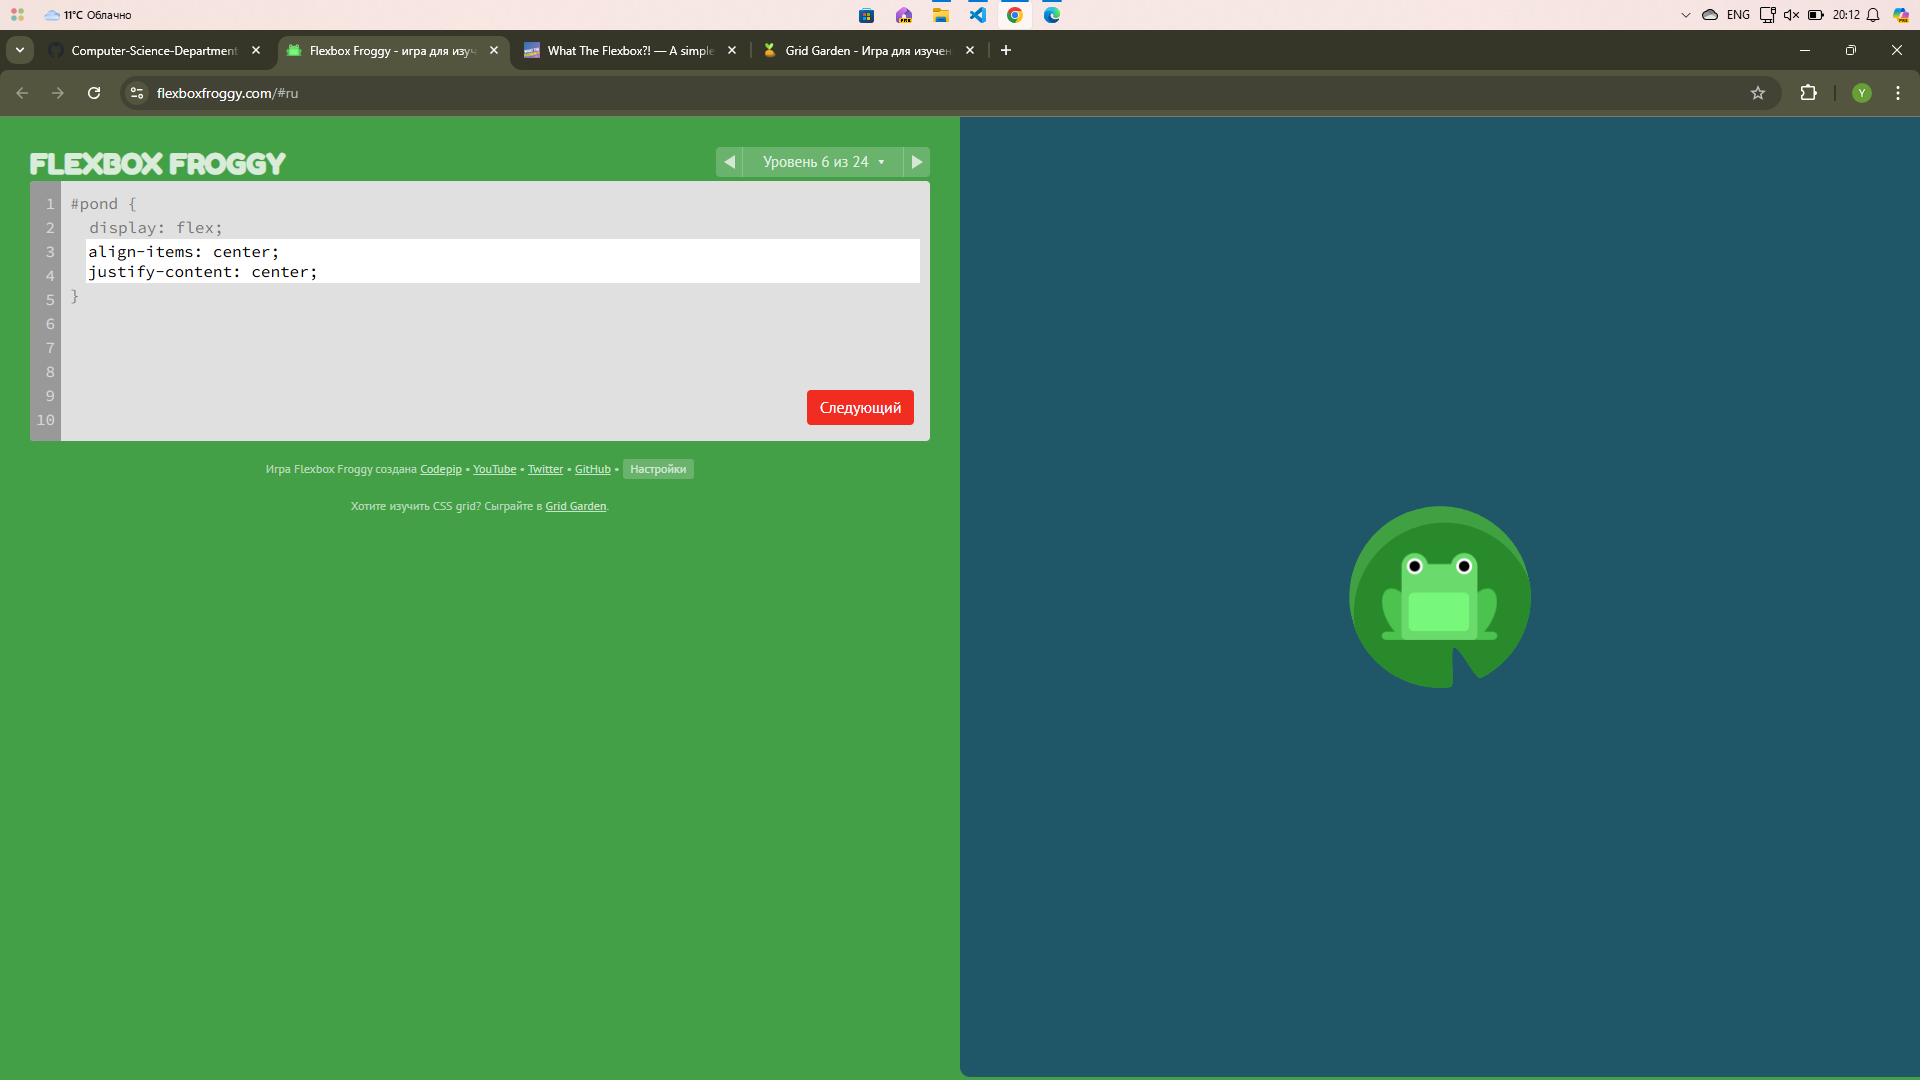 11°C Облачно
ENG
20:12
Computer-Science-Department
Flexbox Froggy - игра для изуч
What The Flexbox?! — A simple
Grid Garden - Игра для изучен
flexboxfroggy.com/#ru
Y
FLEXBOX FROGGY
Уровень 6 из 24
1 #pond {
2 display: flex;
3 align-items: center;
4 justify-content: center;
5 }
6
7
8
9
10
Следующий
Игра Flexbox Froggy создана Codepip • YouTube • Twitter • GitHub • Настройки
Хотите изучить CSS grid? Сыграйте в Grid Garden.